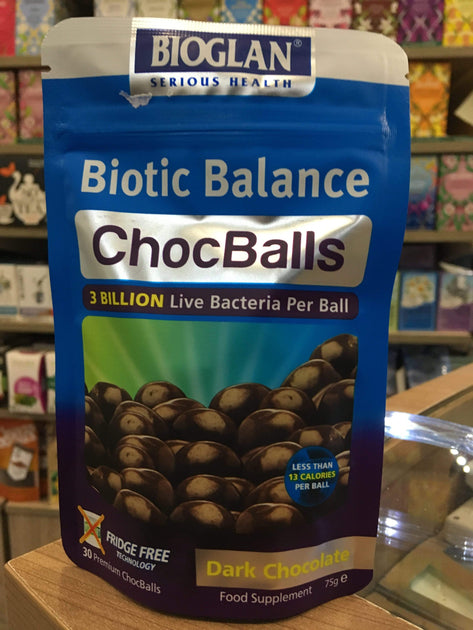 BIOGLAN®
SERIOUS HEALTH
Biotic Balance
ChocBalls
3 BILLION Live Bacteria Per Ball
LESS THAN
13 CALORIES
PER BALL
FRIDGE FREE
TECHNOLOGY
30 Premium ChocBalls
Dark Chocolate
Food Supplement 75g e